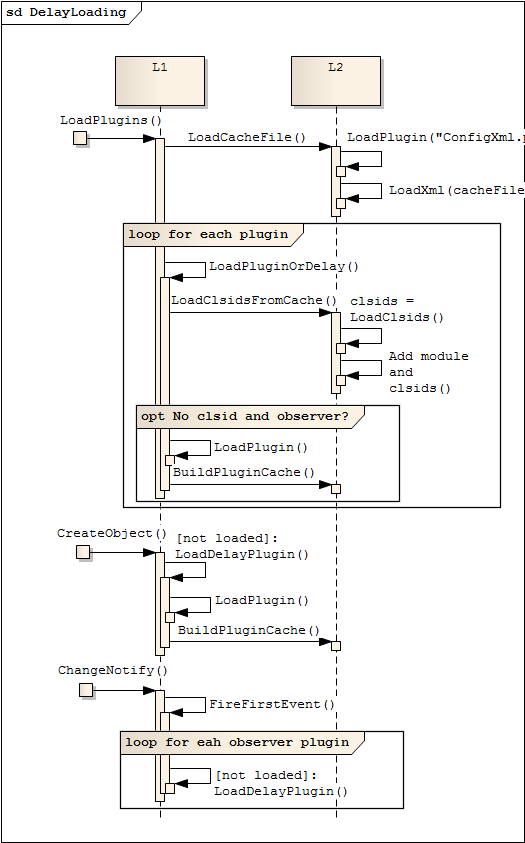 sd DelayLoading
L1
L2
LoadPlugins()
LoadCacheFile()
LoadPlugin("ConfigXml.
LoadXml(cacheFile
loop for each plugin
LoadPluginOrDelay()
LoadClsidsFromCache()
clsids =
LoadClsids()
Add module
and
clsids()
opt No clsid and observer?
LoadPlugin()
BuildPluginCache()
CreateObject()
[not loaded]:
LoadDelayPlugin()
LoadPlugin()
BuildPluginCache()
ChangeNotify()
FireFirstEvent()
loop for eah observer plugin
[not loaded]:
LoadDelayPlugin()